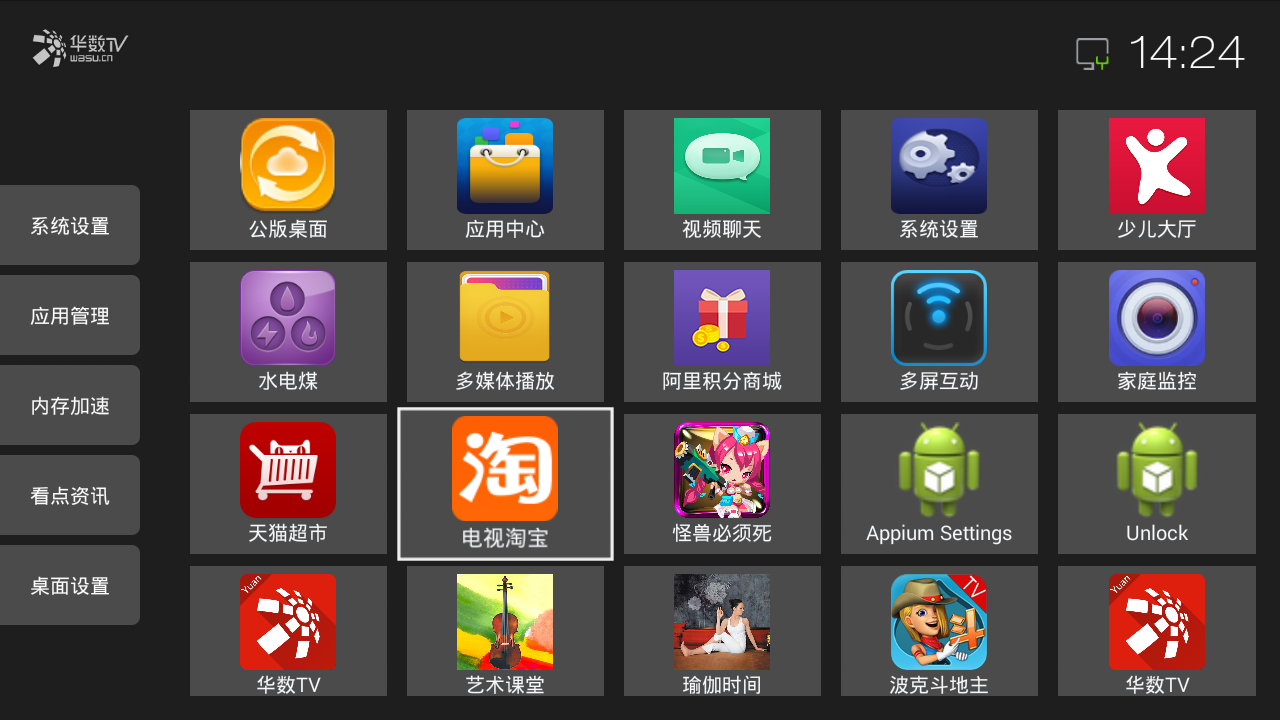 华数TV
wasu.cn
14:24
系统设置
应用管理
内存加速
看点资讯
桌面设置
公版桌面
应用中心
视频聊天
系统设置
少儿大厅
水电煤
多媒体播放
阿里积分商城
多屏互动
家庭监控
天猫超市
淘
电视淘宝
怪兽必须死
Appium Settings
Unlock
Yuan
华数TV
艺术课堂
瑜伽时间
TV
斗
波克斗地主
Yuan
华数TV